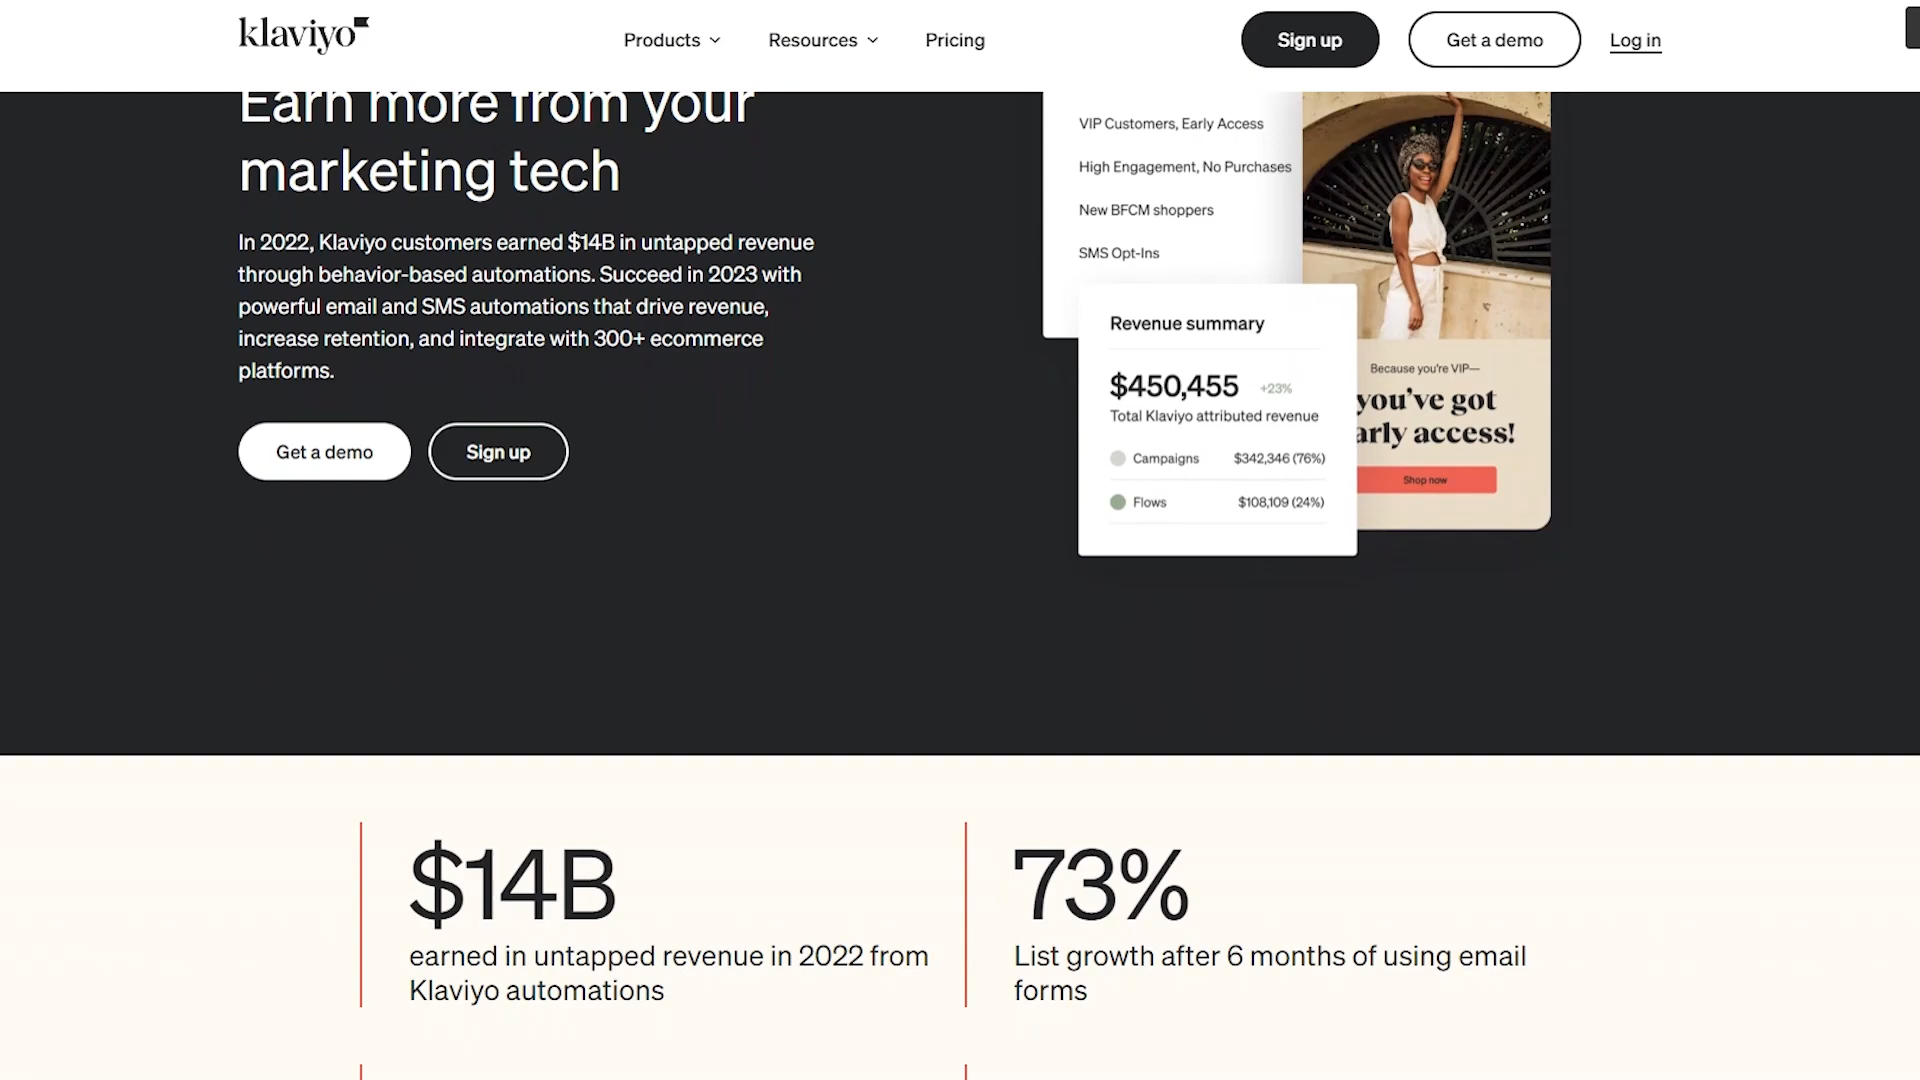 klaviyo
Products
Resources
Pricing
Sign up
Get a demo
Log in
Earn more from your
marketing tech
In 2022, Klaviyo customers earned $14B in untapped revenue
through behavior-based automations. Succeed in 2023 with
powerful email and SMS automations that drive revenue,
increase retention, and integrate with 300+ ecommerce
platforms.
Get a demo
Sign up
VIP Customers, Early Access
High Engagement, No Purchases
New BFCM shoppers
SMS Opt-Ins
Revenue summary
$450,455 +23%
Total Klaviyo attributed revenue
Campaigns $342,346 (76%)
Flows $108,109 (24%)
Because you're VIP—
you've got
arly access!
Shop now
$14B
earned in untapped revenue in 2022 from
Klaviyo automations
73%
List growth after 6 months of using email
forms